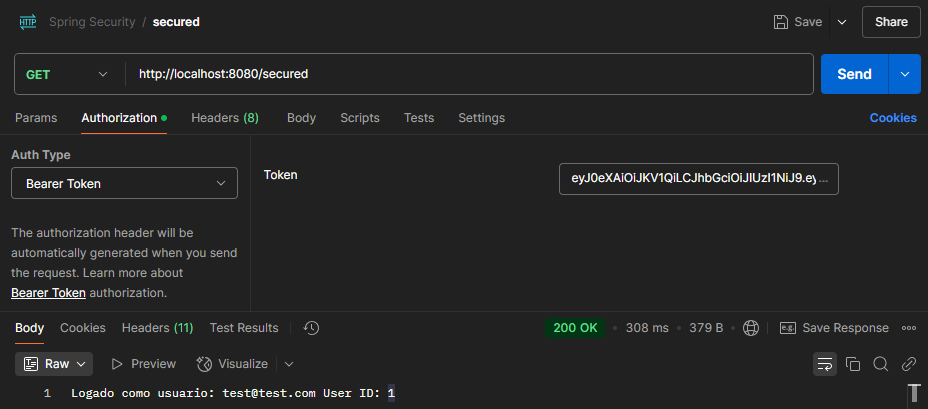 HTTP Spring Security / secured Save Share
GET http://localhost:8080/secured Send
Params Authorization Headers (8) Body Scripts Tests Settings Cookies
Auth Type
Bearer Token
Token eyJ0eXAiOiJKV1QiLCJhbGciOiJIUzI1NiJ9.ey...
The authorization header will be
automatically generated when you send
the request. Learn more about
Bearer Token authorization.
Body Cookies Headers (11) Test Results 200 OK • 308 ms • 379 B • e.g. Save Response
Raw Preview Visualize
1 Logado como usuario: test@test.com User ID: 1